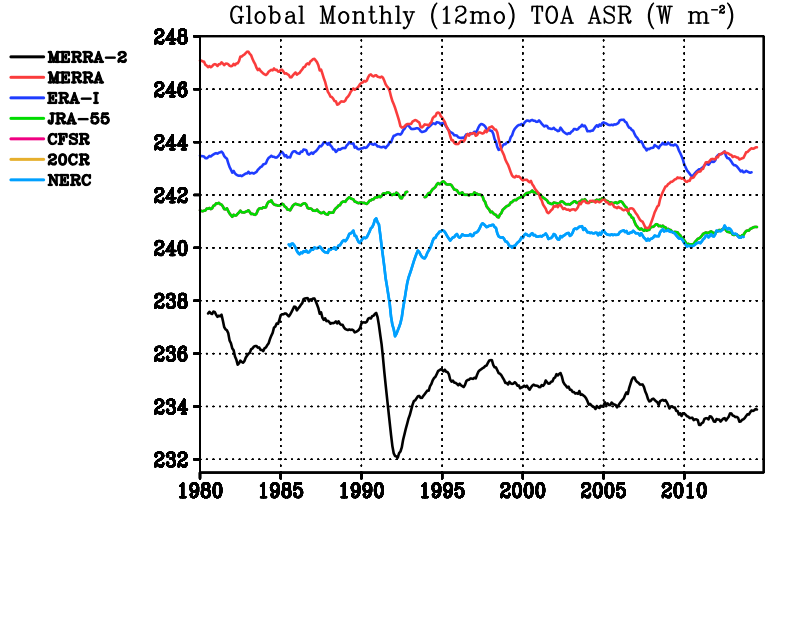 Global Monthly (12mo) TOA ASR (W m⁻²)
MERRA-2
MERRA
ERA-I
JRA-55
CFSR
20CR
NERC
248
246
244
242
240
238
236
234
232
1980 1985 1990 1995 2000 2005 2010